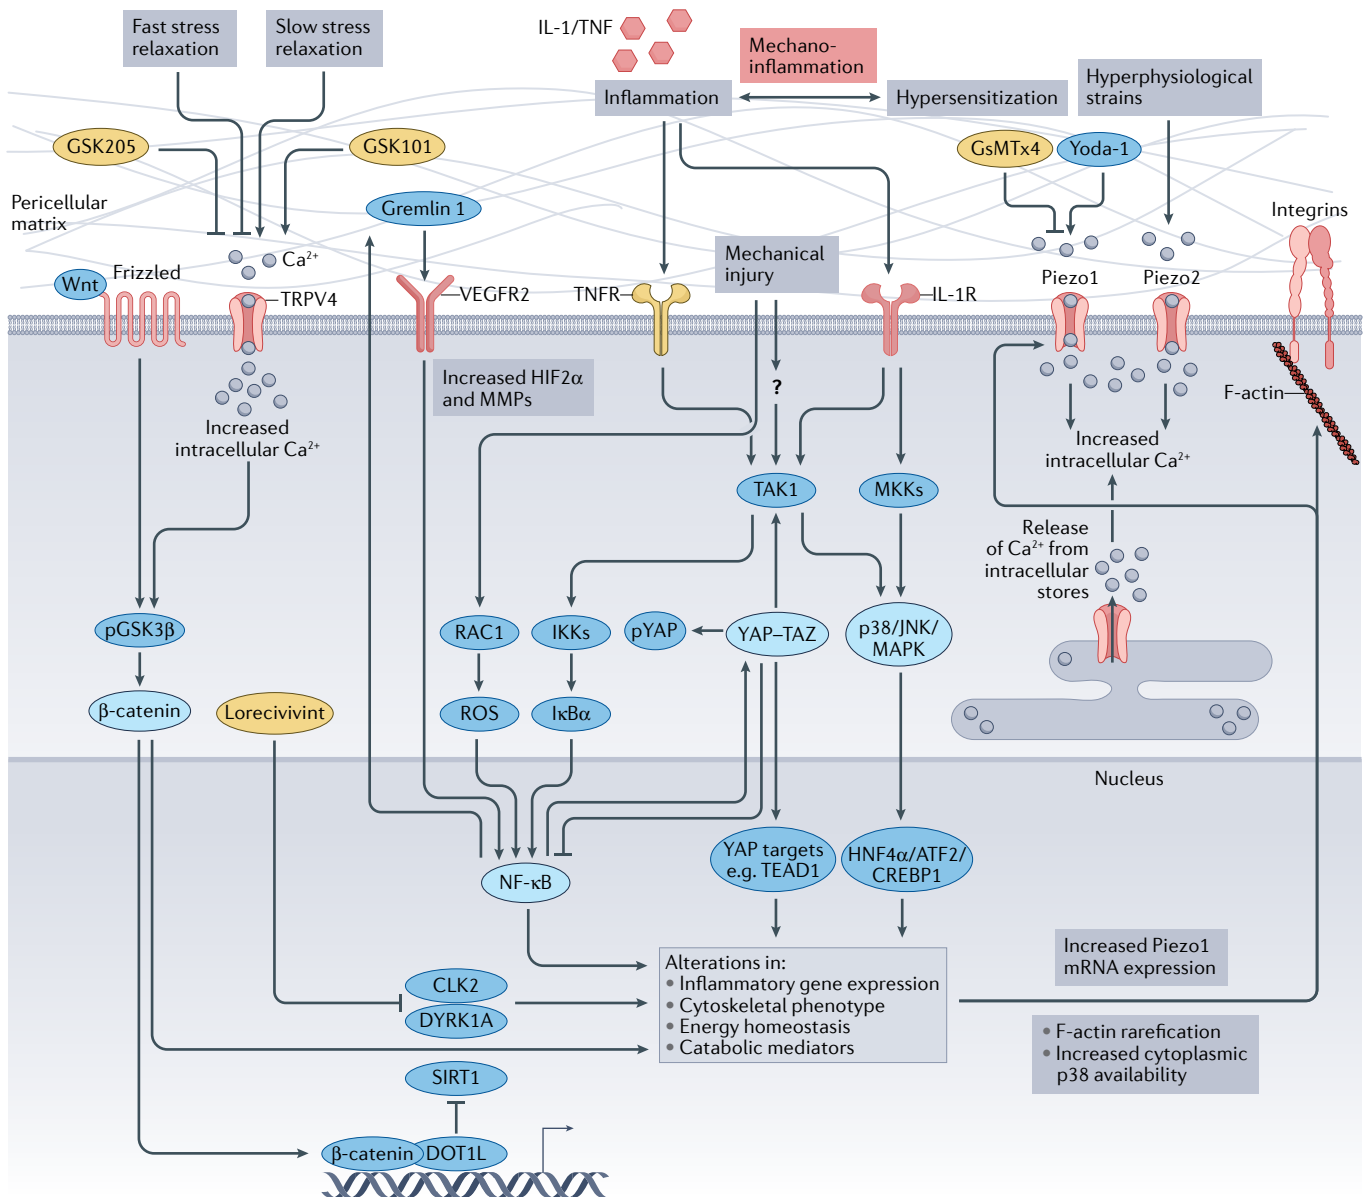 Fast stress
relaxation
Slow stress
relaxation
IL-1/TNF
Mechano-
inflammation
Inflammation
Hypersensitization
Hyperphysiological
strains
GSK205
GSK101
GsMTx4
Yoda-1
Pericellular
matrix
Gremlin 1
Integrins
Mechanical
injury
Ca²⁺
Wnt
Frizzled
TRPV4
VEGFR2
TNFR
IL-1R
Piezo1
Piezo2
Increased HIF2α
and MMPs
?
F-actin
Increased
intracellular Ca²⁺
Increased
intracellular Ca²⁺
TAK1
MKKs
Release
of Ca²⁺ from
intracellular
stores
pGSK3β
RAC1
IKKs
pYAP
YAP–TAZ
p38/JNK/
MAPK
β-catenin
Lorecivivint
ROS
IκBα
Nucleus
YAP targets
e.g. TEAD1
HNF4α/ATF2/
CREBP1
NF-κB
Increased Piezo1
mRNA expression
Alterations in:
• Inflammatory gene expression
• Cytoskeletal phenotype
• Energy homeostasis
• Catabolic mediators
CLK2
DYRK1A
• F-actin rarefication
• Increased cytoplasmic
p38 availability
SIRT1
β-catenin
DOT1L